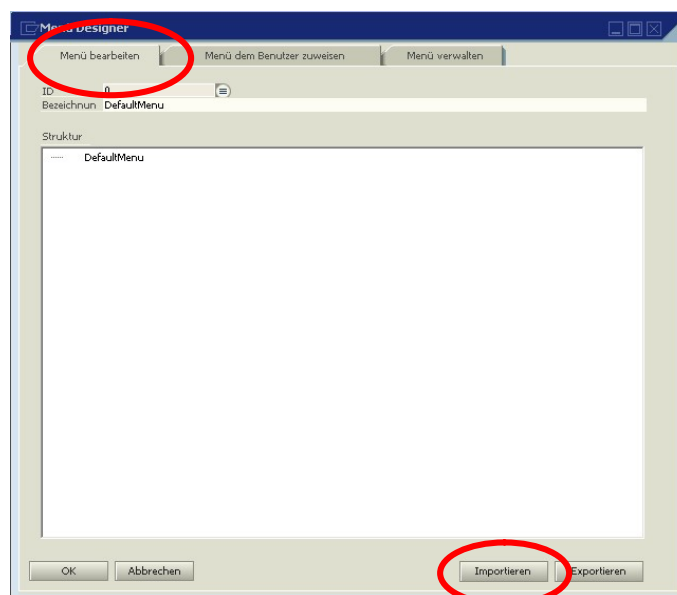 Menü Designer
Menü bearbeiten Menü dem Benutzer zuweisen Menü verwalten
ID 0
Bezeichnun DefaultMenu
Struktur
DefaultMenu
OK Abbrechen Importieren Exportieren